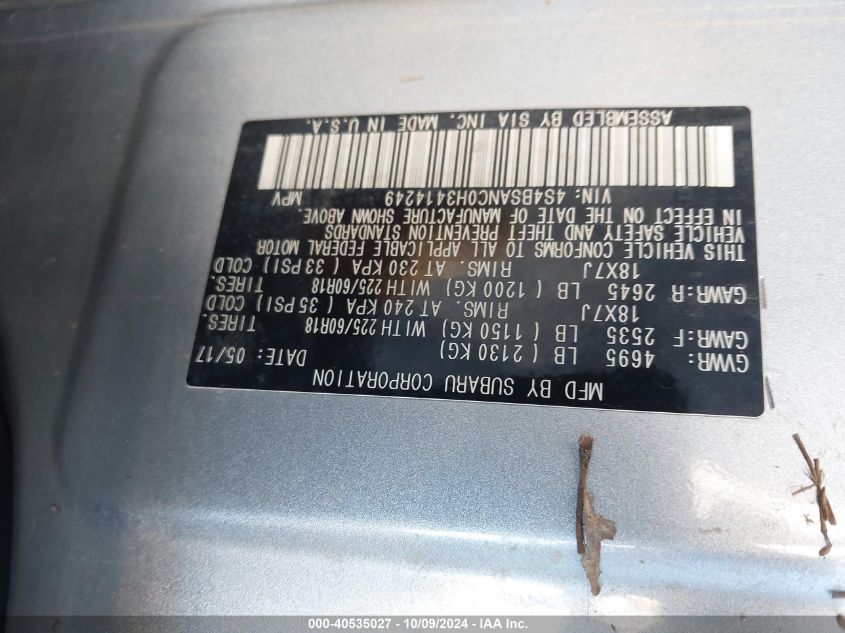 MFD BY SUBARU CORPORATION
GVWR: 4695 LB ( 2130 KG) DATE: 05/17
GAWR:F 2535 LB ( 1150 KG) WITH 225/60R18 TIRES.
18X7J RIMS. AT 240 KPA ( 35 PSI) COLD
GAWR:R 2645 LB ( 1200 KG) WITH 225/60R18 TIRES.
18X7J RIMS. AT 230 KPA ( 33 PSI) COLD
THIS VEHICLE CONFORMS TO ALL APPLICABLE FEDERAL MOTOR
VEHICLE SAFETY AND THEFT PREVENTION STANDARDS
IN EFFECT ON THE DATE OF MANUFACTURE SHOWN ABOVE.
VIN: 4S4BSANC0H3414249 MPV
ASSEMBLED BY SIA INC. MADE IN U.S.A.
000-40535027 - 10/09/2024 - IAA Inc.